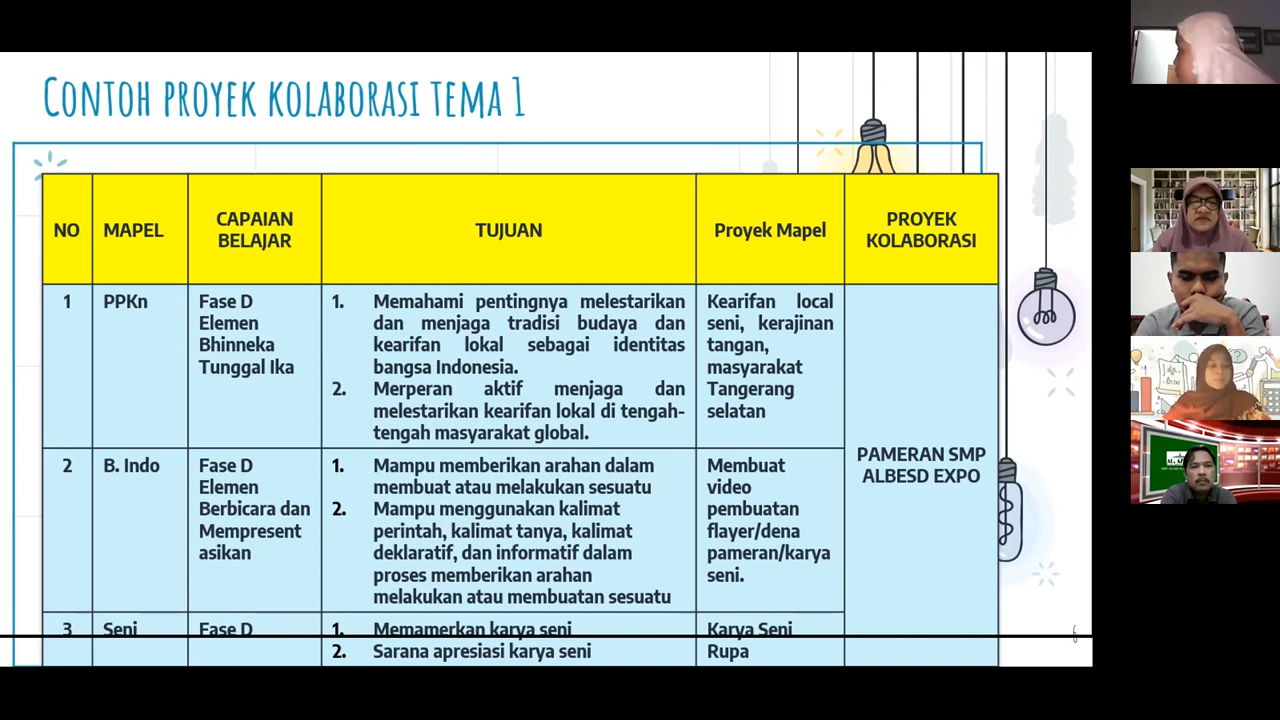 CONTOH PROYEK KOLABORASI TEMA 1
NO
MAPEL
CAPAIAN
BELAJAR
TUJUAN
Proyek Mapel
PROYEK
KOLABORASI
1
PPKn
Fase D
Elemen
Bhinneka
Tunggal Ika
1. Memahami pentingnya melestarikan
dan menjaga tradisi budaya dan
kearifan lokal sebagai identitas
bangsa Indonesia.
2. Merperan aktif menjaga dan
melestarikan kearifan lokal di tengah-
tengah masyarakat global.
Kearifan local
seni, kerajinan
tangan,
masyarakat
Tangerang
selatan
PAMERAN SMP
ALBESD EXPO
2
B. Indo
Fase D
Elemen
Berbicara dan
Mempresent
asikan
1. Mampu memberikan arahan dalam
membuat atau melakukan sesuatu
2. Mampu menggunakan kalimat
perintah, kalimat tanya, kalimat
deklaratif, dan informatif dalam
proses memberikan arahan
melakukan atau membuatan sesuatu
Membuat
video
pembuatan
flayer/dena
pameran/karya
seni.
3
Seni
Fase D
1. Memamerkan karya seni
2. Sarana apresiasi karya seni
Karya Seni
Rupa
6